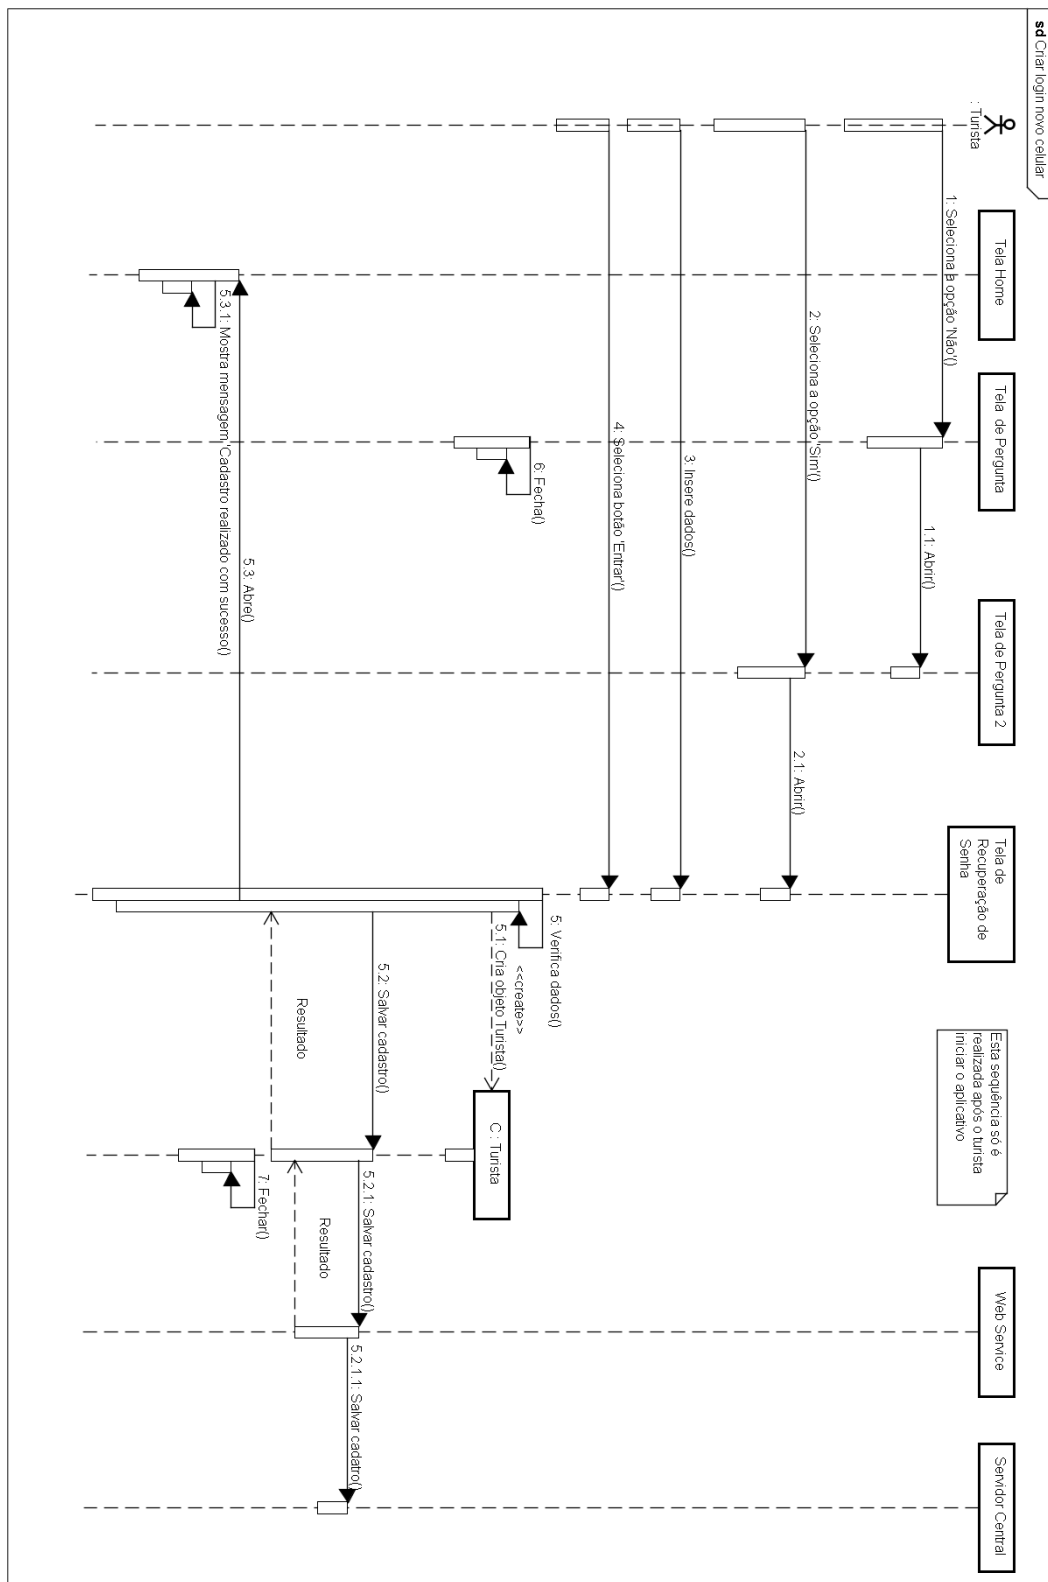 sd Criar login novo celular
: Turista
Tela Home
Tela de Pergunta
Tela de Pergunta 2
Tela de
Recuperação de
Senha
Esta sequência só é
realizada após o turista
iniciar o aplicativo
Web Service
Servidor Central
1: Seleciona a opção 'Não'()
1.1: Abrir()
2: Seleciona a opção 'Sim'()
2.1: Abrir()
3: Insere dados()
4: Seleciona botão 'Entrar'()
5: Verifica dados()
6: Fecha()
<<create>>
5.1: Cria objeto Turista()
C : Turista
5.2: Salvar cadastro()
5.2.1: Salvar cadastro()
5.2.1.1: Salvar cadatro()
Resultado
Resultado
7: Fechar()
5.3: Abre()
5.3.1: Mostra mensagem 'Cadastro realizado com sucesso()